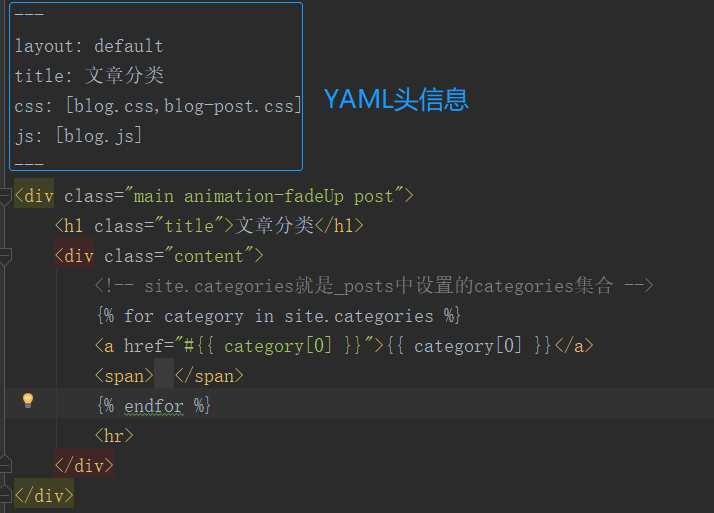 ---
layout: default
title: 文章分类
css: [blog.css,blog-post.css]
js: [blog.js]
---
YAML头信息
<div class="main animation-fadeUp post">
    <h1 class="title">文章分类</h1>
    <div class="content">
        <!-- site.categories就是_posts中设置的categories集合 -->
        {% for category in site.categories %}
        <a href="#{{ category[0] }}">{{ category[0] }}</a>
        <span>  </span>
        {% endfor %}
        <hr>
    </div>
</div>